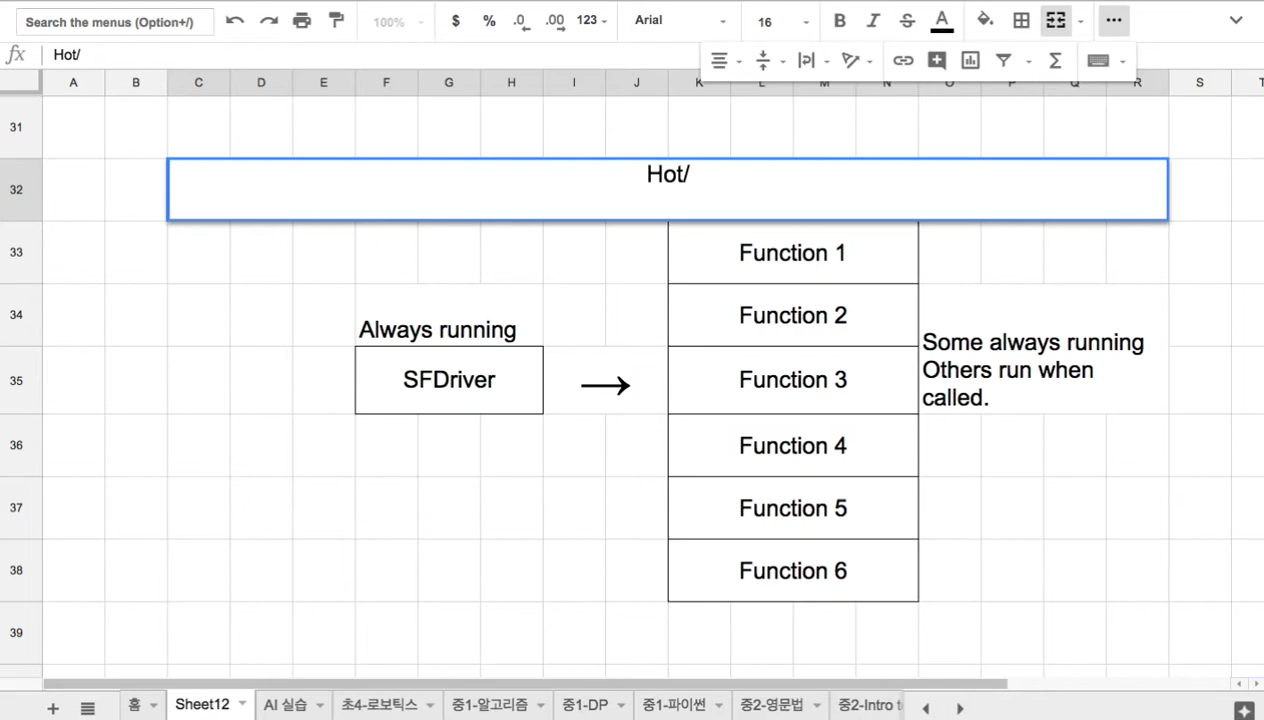 Search the menus (Option+/)
100%
$
%
.0
.00
123
Arial
16
B
I
S
A
fx
Hot/
A
B
C
D
E
F
G
H
I
J
K
L
M
N
O
P
Q
R
S
T
31
32
Hot/
33
Function 1
34
Always running
Function 2
35
SFDriver
→
Function 3
Some always running
Others run when
called.
36
Function 4
37
Function 5
38
Function 6
39
홈
Sheet12
AI 실습
초4-로보틱스
중1-알고리즘
중1-DP
중1-파이썬
중2-영문법
중2-Intro to